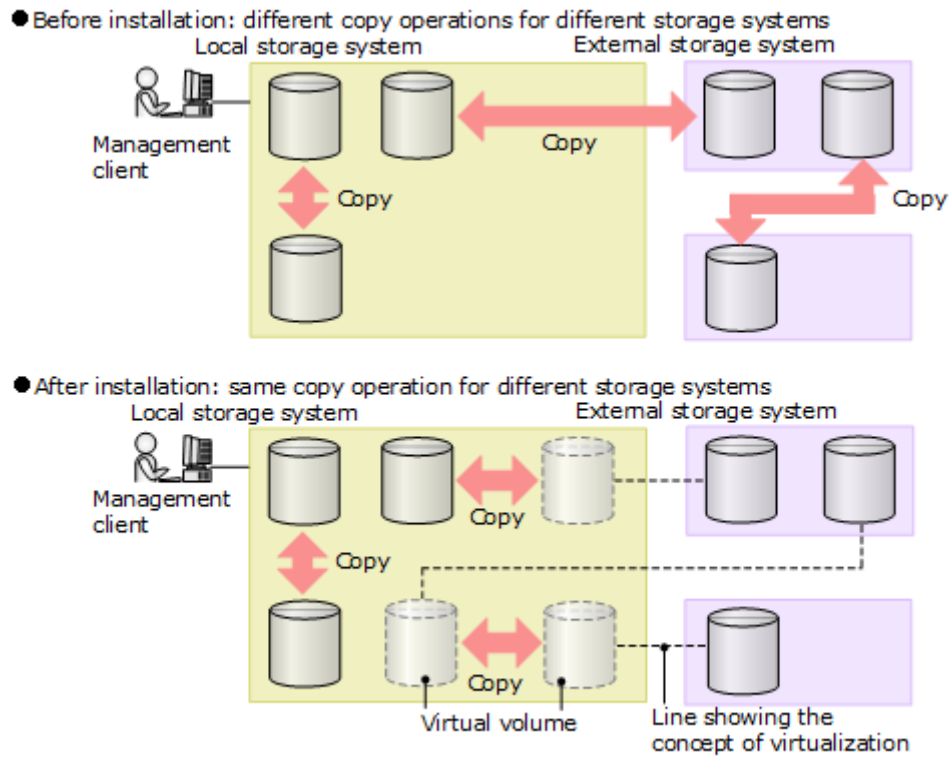 ●Before installation: different copy operations for different storage systems
Local storage system
External storage system
Management
client
Copy
Copy
Copy
●After installation: same copy operation for different storage systems
Local storage system
External storage system
Management
client
Copy
Copy
Copy
Virtual volume
Line showing the
concept of virtualization